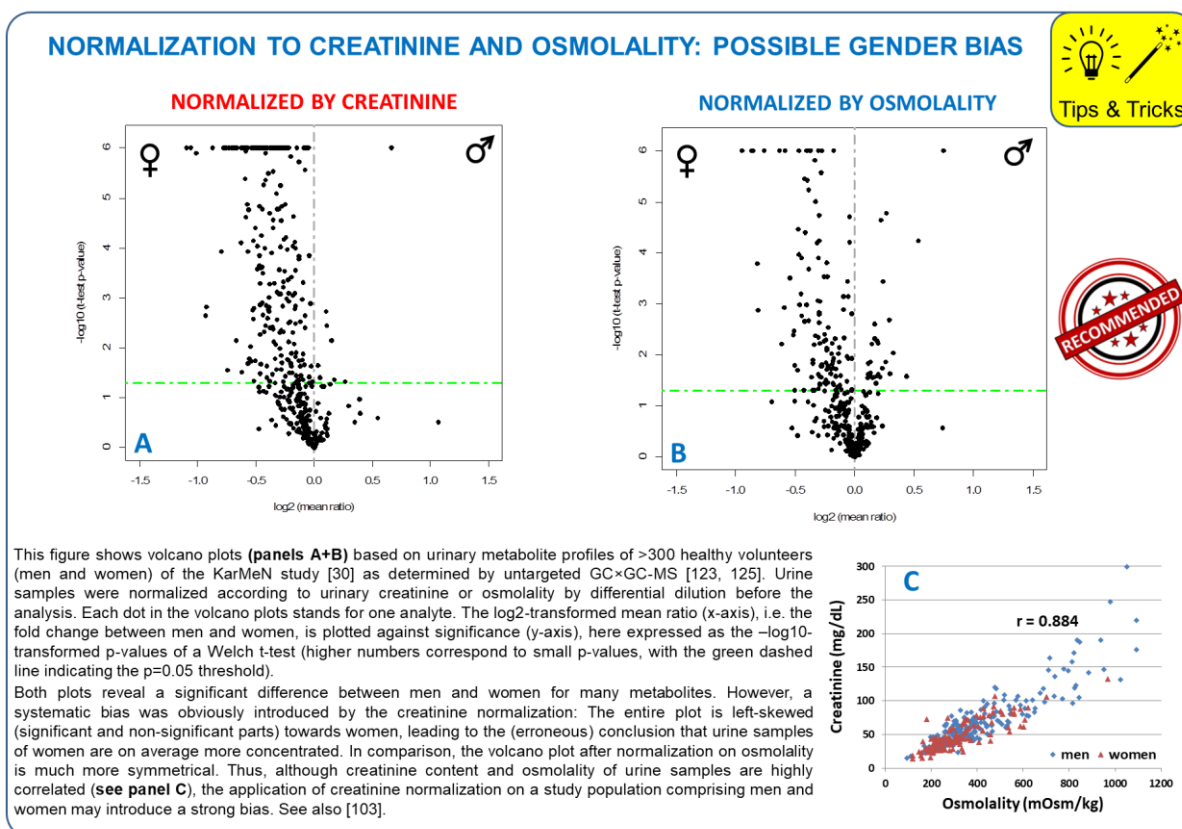 NORMALIZATION TO CREATININE AND OSMOLALITY: POSSIBLE GENDER BIAS
Tips & Tricks
NORMALIZED BY CREATININE
NORMALIZED BY OSMOLALITY
♀
♂
-log10 (t-test p-value)
6
5
4
3
2
1
0
A
-1.5
-1.0
-0.5
0.0
0.5
1.0
1.5
log2 (mean ratio)
♀
♂
-log10 (t-test p-value)
6
5
4
3
2
1
0
B
-1.5
-1.0
-0.5
0.0
0.5
1.0
1.5
log2 (mean ratio)
RECOMMENDED
This figure shows volcano plots (panels A+B) based on urinary metabolite profiles of >300 healthy volunteers
(men and women) of the KarMeN study [30] as determined by untargeted GC×GC-MS [123, 125]. Urine
samples were normalized according to urinary creatinine or osmolality by differential dilution before the
analysis. Each dot in the volcano plots stands for one analyte. The log2-transformed mean ratio (x-axis), i.e. the
fold change between men and women, is plotted against significance (y-axis), here expressed as the –log10-
transformed p-values of a Welch t-test (higher numbers correspond to small p-values, with the green dashed
line indicating the p=0.05 threshold).
Both plots reveal a significant difference between men and women for many metabolites. However, a
systematic bias was obviously introduced by the creatinine normalization: The entire plot is left-skewed
(significant and non-significant parts) towards women, leading to the (erroneous) conclusion that urine samples
of women are on average more concentrated. In comparison, the volcano plot after normalization on osmolality
is much more symmetrical. Thus, although creatinine content and osmolality of urine samples are highly
correlated (see panel C), the application of creatinine normalization on a study population comprising men and
women may introduce a strong bias. See also [103].
C
r = 0.884
Creatinine (mg/dL)
300
250
200
150
100
50
0
men
women
0
200
400
600
800
1000
1200
Osmolality (mOsm/kg)